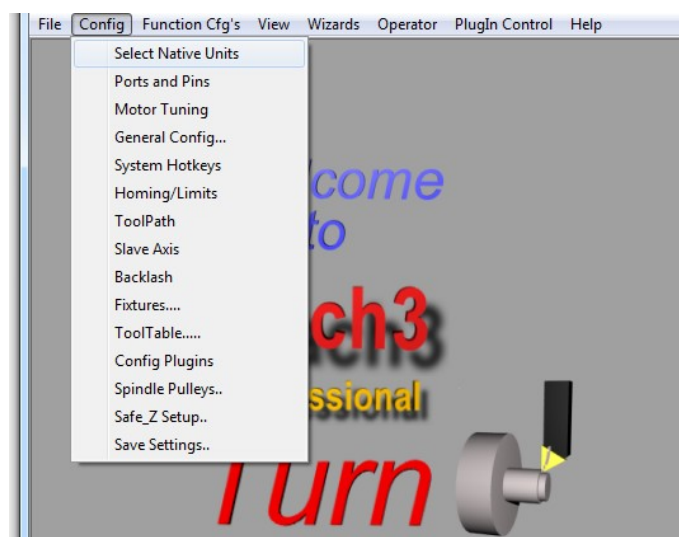 File Config Function Cfg's View Wizards Operator PlugIn Control Help
Select Native Units
Ports and Pins
Motor Tuning
General Config...
System Hotkeys
Homing/Limits
ToolPath
Slave Axis
Backlash
Fixtures....
ToolTable.....
Config Plugins
Spindle Pulleys..
Safe_Z Setup..
Save Settings..
come
to
ch3
ssional
Turn